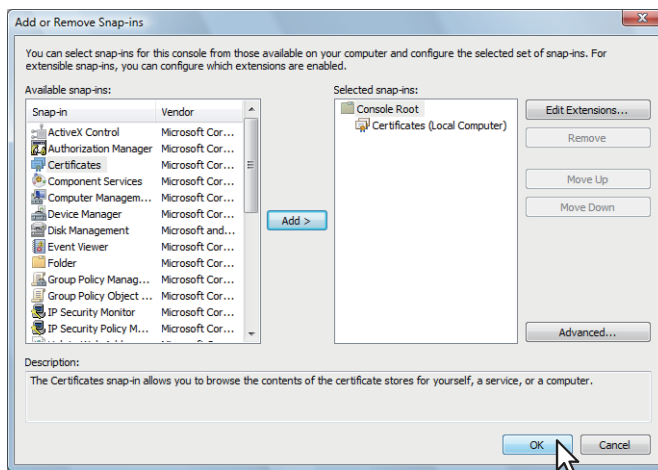 Add or Remove Snap-ins
You can select snap-ins for this console from those available on your computer and configure the selected set of snap-ins. For
extensible snap-ins, you can configure which extensions are enabled.
Available snap-ins:
Snap-in Vendor
ActiveX Control Microsoft Cor...
Authorization Manager Microsoft Cor...
Certificates Microsoft Cor...
Component Services Microsoft Cor...
Computer Managem... Microsoft Cor...
Device Manager Microsoft Cor...
Disk Management Microsoft and...
Event Viewer Microsoft Cor...
Folder Microsoft Cor...
Group Policy Manag... Microsoft Cor...
Group Policy Object ... Microsoft Cor...
IP Security Monitor Microsoft Cor...
IP Security Policy M... Microsoft Cor...
Add >
Selected snap-ins:
Console Root
Certificates (Local Computer)
Edit Extensions...
Remove
Move Up
Move Down
Advanced...
Description:
The Certificates snap-in allows you to browse the contents of the certificate stores for yourself, a service, or a computer.
OK
Cancel